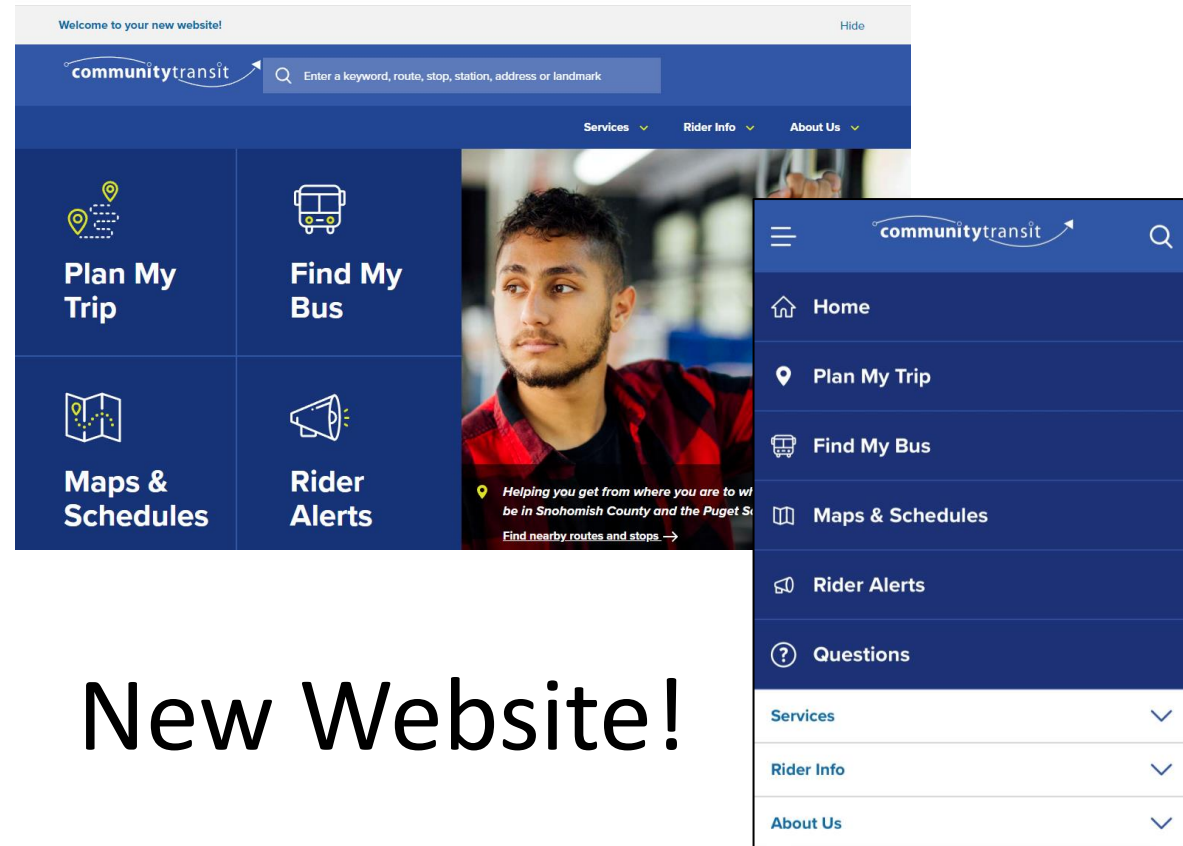 Welcome to your new website!
Hide
communitytransit
Enter a keyword, route, stop, station, address or landmark
Services
Rider Info
About Us
Plan My
Trip
Find My
Bus
Maps &
Schedules
Rider
Alerts
Helping you get from where you are to
be in Snohomish County and the Puget
Find nearby routes and stops
communitytransit
Home
Plan My Trip
Find My Bus
Maps & Schedules
Rider Alerts
Questions
Services
Rider Info
About Us
New Website!